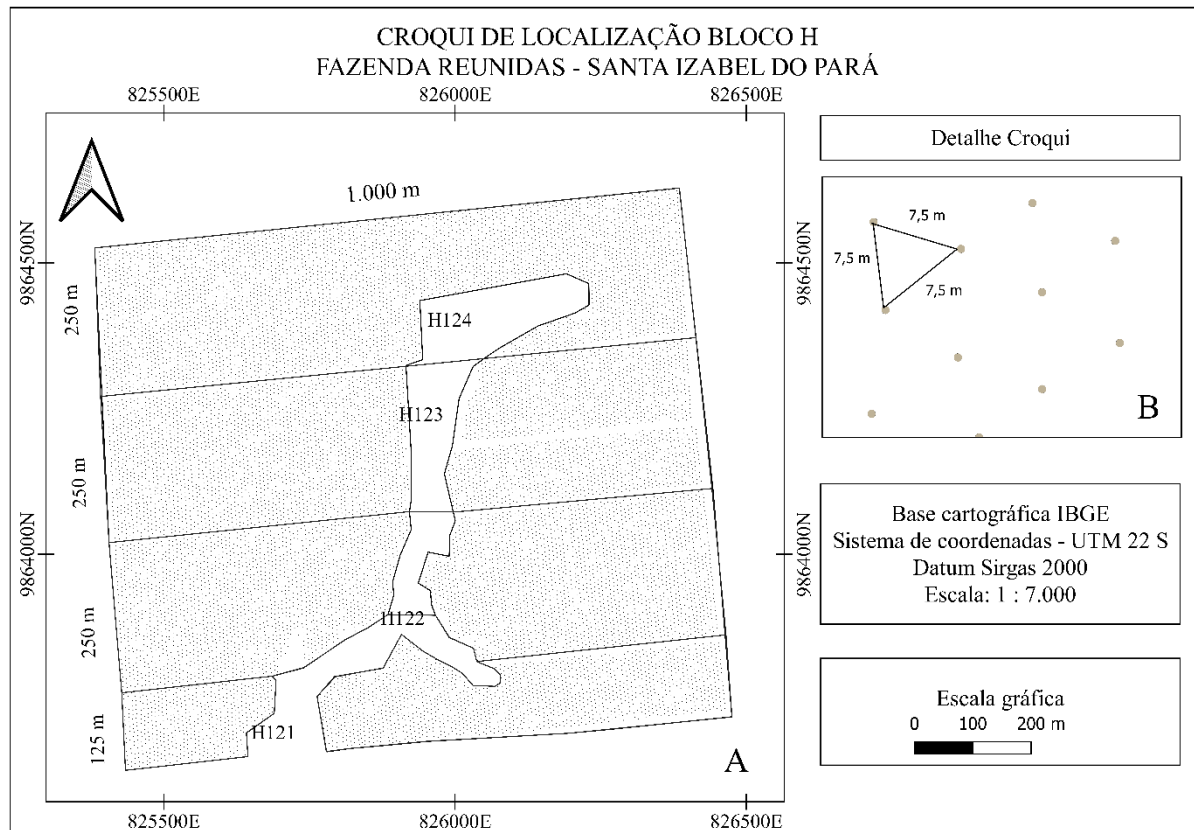 CROQUI DE LOCALIZAÇÃO BLOCO H
FAZENDA REUNIDAS - SANTA IZABEL DO PARÁ
825500E
826000E
826500E
9864500N
9864000N
1.000 m
250 m
250 m
250 m
125 m
H124
H123
H122
H121
A
825500E
826000E
826500E
9864500N
9864000N
Detalhe Croqui
7,5 m
7,5 m
7,5 m
B
Base cartográfica IBGE
Sistema de coordenadas - UTM 22 S
Datum Sirgas 2000
Escala: 1 : 7.000
Escala gráfica
0 100 200 m